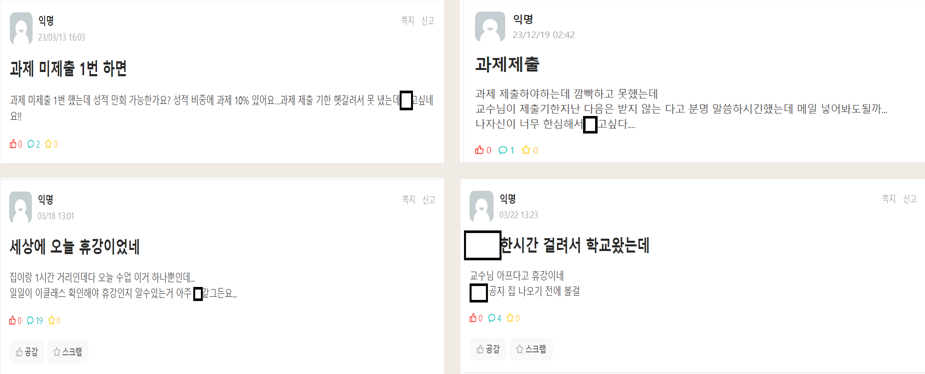 익명
23/03/13 16:03
쪽지 신고
과제 미제출 1번 하면
과제 미제출 1번 했는데 성적 만회 가능한가요? 성적 비중에 과제 10% 있어요...과제 제출 기한 헷갈려서 못 냈는데 고싶네
요!!
0 2 0
익명
23/12/19 02:42
과제제출
과제 제출하야하는데 깜빡하고 못했는데
교수님이 제출기한지난 다음은 받지 않는 다고 분명 말씀하시긴했는데 메일 넣어봐도될까...
나자신이 너무 한심해서 고싶다....
0 1 0
익명
03/18 13:01
쪽지 신고
세상에 오늘 휴강이었네
집이랑 1시간 거리인데다 오늘 수업 이거 하나뿐인데...
일일이 이클래스 확인해야 휴강인지 알수있는거 아주 같그든요...
0 19 0
공감 스크랩
익명
03/22 13:23
쪽지 신고
한시간 걸려서 학교왔는데
교수님 아프다고 휴강이네
공지 집 나오기 전에 볼걸
0 4 0
공감 스크랩